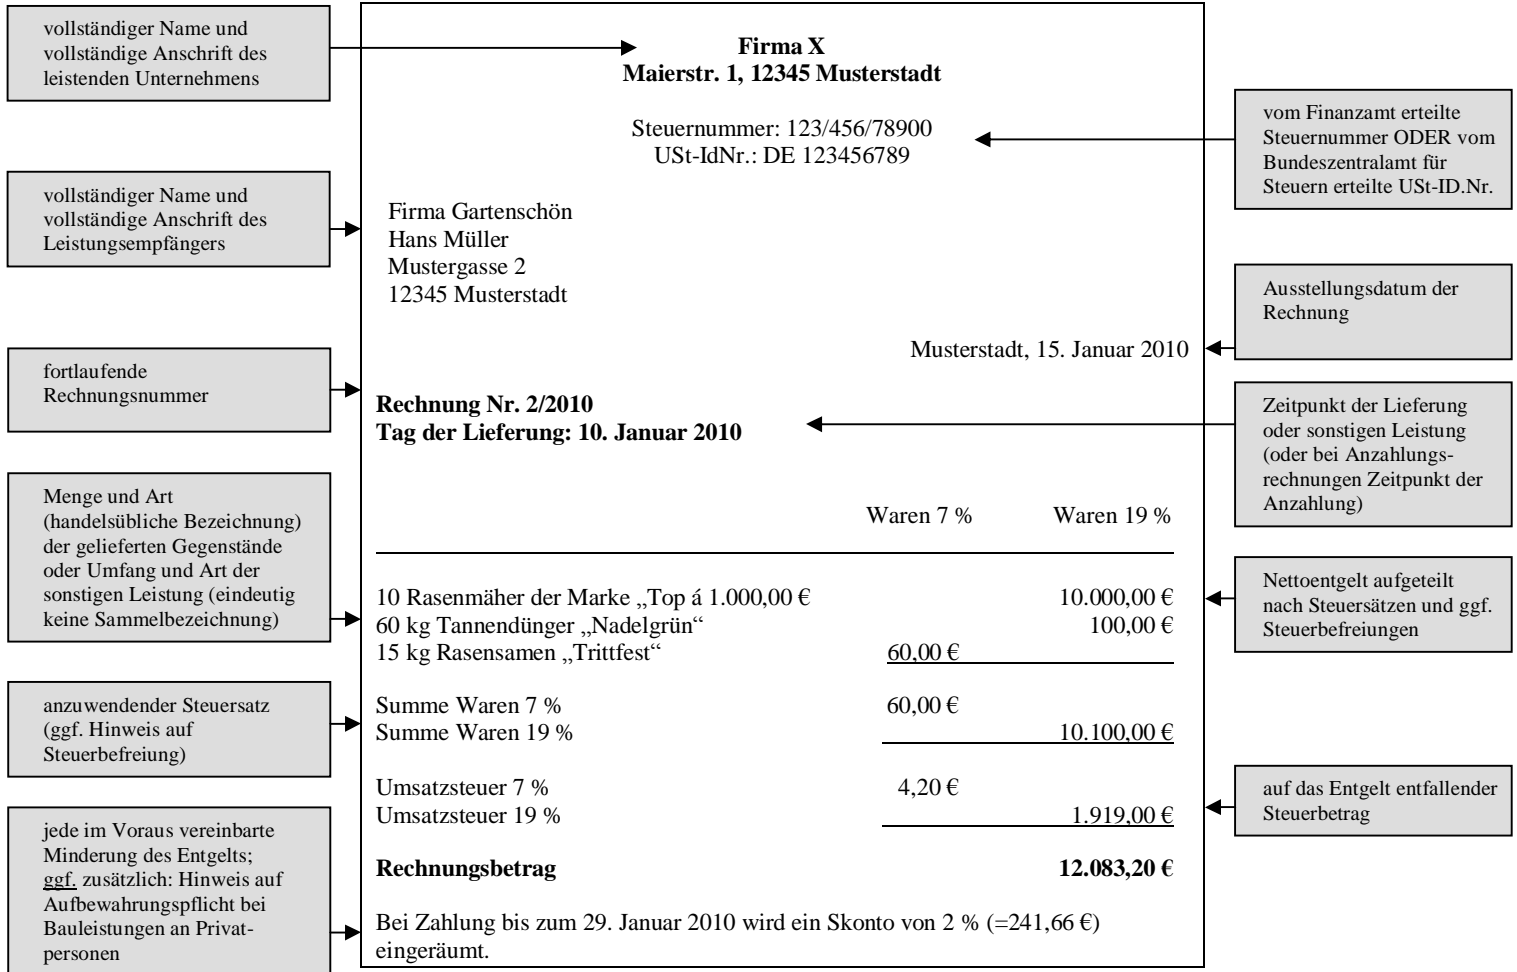 vollständiger Name und
vollständige Anschrift des
leistenden Unternehmens
Firma X
Maierstr. 1, 12345 Musterstadt
Steuernummer: 123/456/78900
USt-IdNr.: DE 123456789
vom Finanzamt erteilte
Steuernummer ODER vom
Bundeszentralamt für
Steuern erteilte USt-ID.Nr.
vollständiger Name und
vollständige Anschrift des
Leistungsempfängers
Firma Gartenschön
Hans Müller
Mustergasse 2
12345 Musterstadt
Ausstellungsdatum der
Rechnung
Musterstadt, 15. Januar 2010
fortlaufende
Rechnungsnummer
Rechnung Nr. 2/2010
Tag der Lieferung: 10. Januar 2010
Zeitpunkt der Lieferung
oder sonstigen Leistung
(oder bei Anzahlungs-
rechnungen Zeitpunkt der
Anzahlung)
Menge und Art
(handelsübliche Bezeichnung)
der gelieferten Gegenstände
oder Umfang und Art der
sonstigen Leistung (eindeutig
keine Sammelbezeichnung)
Waren 7 % Waren 19 %
10 Rasenmäher der Marke „Top á 1.000,00 € 10.000,00 €
60 kg Tannendünger „Nadelgrün“ 100,00 €
15 kg Rasensamen „Trittfest“ 60,00 €
Nettoentgelt aufgeteilt
nach Steuersätzen und ggf.
Steuerbefreiungen
anzuwendender Steuersatz
(ggf. Hinweis auf
Steuerbefreiung)
Summe Waren 7 % 60,00 €
Summe Waren 19 % 10.100,00 €
Umsatzsteuer 7 % 4,20 €
Umsatzsteuer 19 % 1.919,00 €
auf das Entgelt entfallender
Steuerbetrag
jede im Voraus vereinbarte
Minderung des Entgelts;
ggf. zusätzlich: Hinweis auf
Aufbewahrungspflicht bei
Bauleistungen an Privat-
personen
Rechnungsbetrag 12.083,20 €
Bei Zahlung bis zum 29. Januar 2010 wird ein Skonto von 2 % (=241,66 €)
eingeräumt.